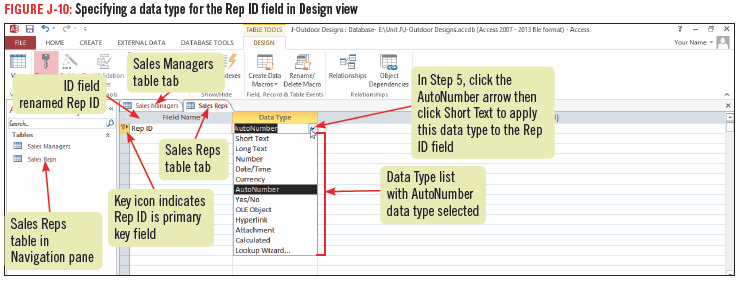 FIGURE J-10: Specifying a data type for the Rep ID field in Design view
TABLE TOOLS
J-Outdoor Designs : Database- E:\Unit J\J-Outdoor Designs.accdb (Access 2007 - 2013 file format) - Access
FILE HOME CREATE EXTERNAL DATA DATABASE TOOLS DESIGN
Your Name
Create Data Macros
Rename/ Delete Macro
Relationships
Object Dependencies
Show/Hide
Field, Record & Table Events
Relationships
ID field
renamed Rep ID
Sales Managers
table tab
In Step 5, click the
AutoNumber arrow then
click Short Text to apply
this data type to the Rep
ID field
Sales Managers
Sales Reps
Field Name
Data Type
Search...
Tables
Sales Managers
Sales Reps
Rep ID
AutoNumber
Short Text
Long Text
Number
Date/Time
Currency
AutoNumber
Yes/No
OLE Object
Hyperlink
Attachment
Calculated
Lookup Wizard...
Sales Reps
table tab
Key icon indicates
Rep ID is primary
key field
Data Type list
with AutoNumber
data type selected
Sales Reps
table in
Navigation pane